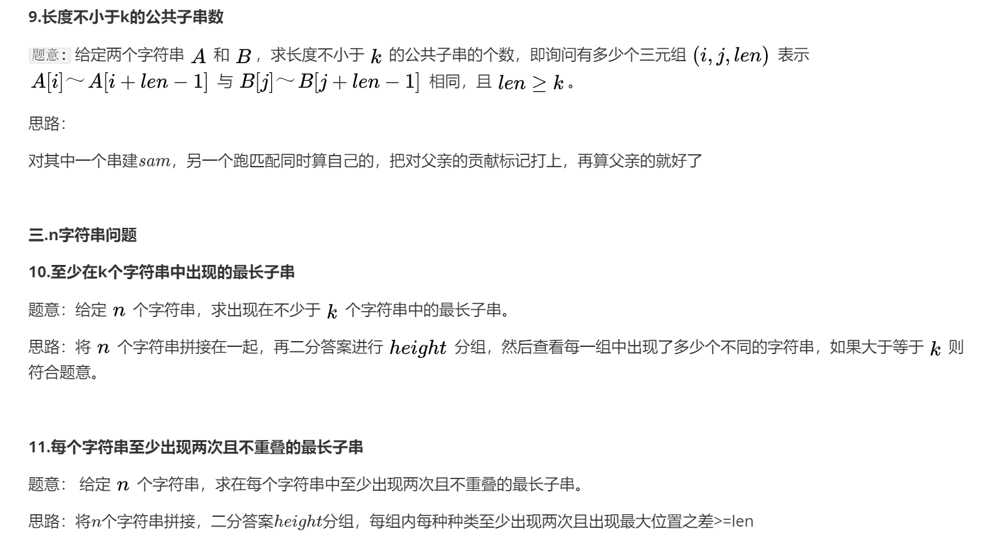 9.长度不小于k的公共子串数
题意：给定两个字符串 A 和 B ，求长度不小于 k 的公共子串的个数，即询问有多少个三元组 (i, j, len) 表示
A[i]～A[i + len − 1] 与 B[j]～B[j + len − 1] 相同，且 len ≥ k 。
思路：
对其中一个串建sam，另一个跑匹配同时算自己的，把对父亲的贡献标记打上，再算父亲的就好了
三.n字符串问题
10.至少在k个字符串中出现的最长子串
题意：给定 n 个字符串，求出现在不少于 k 个字符串中的最长子串。
思路：将 n 个字符串拼接在一起，再二分答案进行 height 分组，然后查看每一组中出现了多少个不同的字符串，如果大于等于 k 则
符合题意。
11.每个字符串至少出现两次且不重叠的最长子串
题意： 给定 n 个字符串，求在每个字符串中至少出现两次且不重叠的最长子串。
思路：将n个字符串拼接，二分答案height分组，每组内每种种类至少出现两次且出现最大位置之差>=len